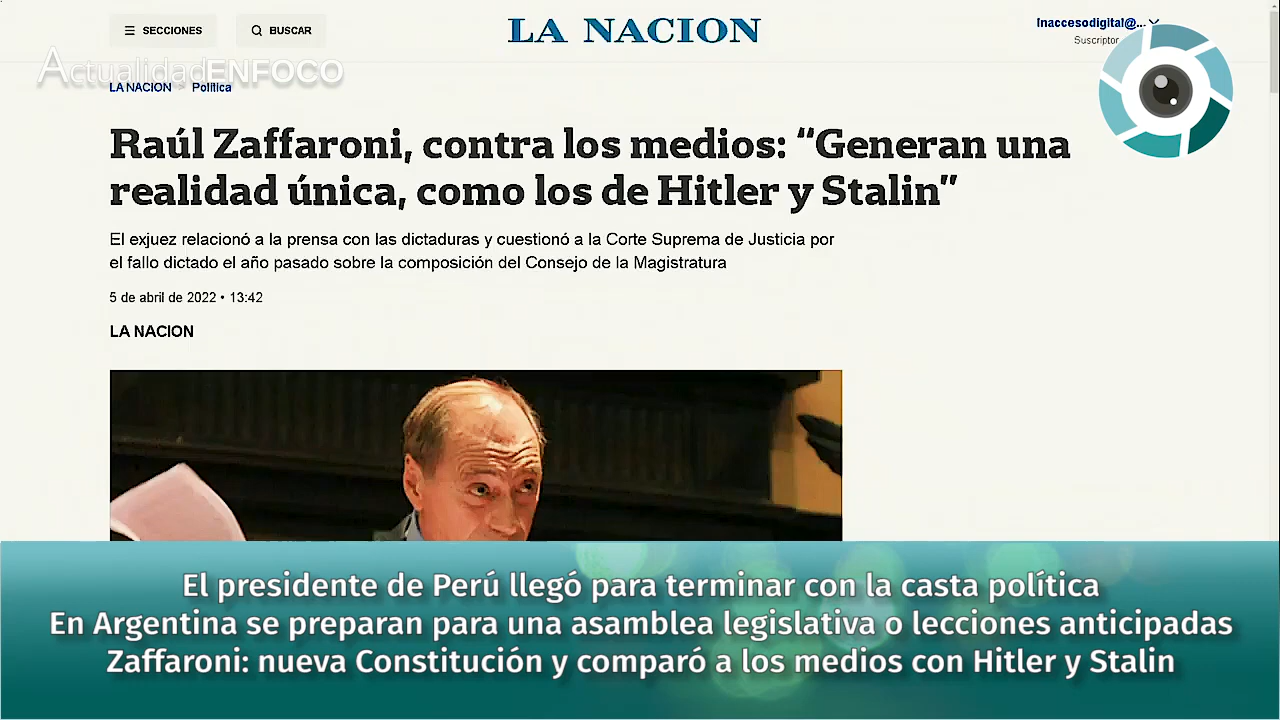 SECCIONES
BUSCAR
LA NACION
lnaccesodigital@...
Suscriptor
ActualidadENFOCO
LA NACION Política
Raúl Zaffaroni, contra los medios: “Generan una
realidad única, como los de Hitler y Stalin”
El exjuez relacionó a la prensa con las dictaduras y cuestionó a la Corte Suprema de Justicia por
el fallo dictado el año pasado sobre la composición del Consejo de la Magistratura
5 de abril de 2022 • 13:42
LA NACION
El presidente de Perú llegó para terminar con la casta política
En Argentina se preparan para una asamblea legislativa o lecciones anticipadas
Zaffaroni: nueva Constitución y comparó a los medios con Hitler y Stalin